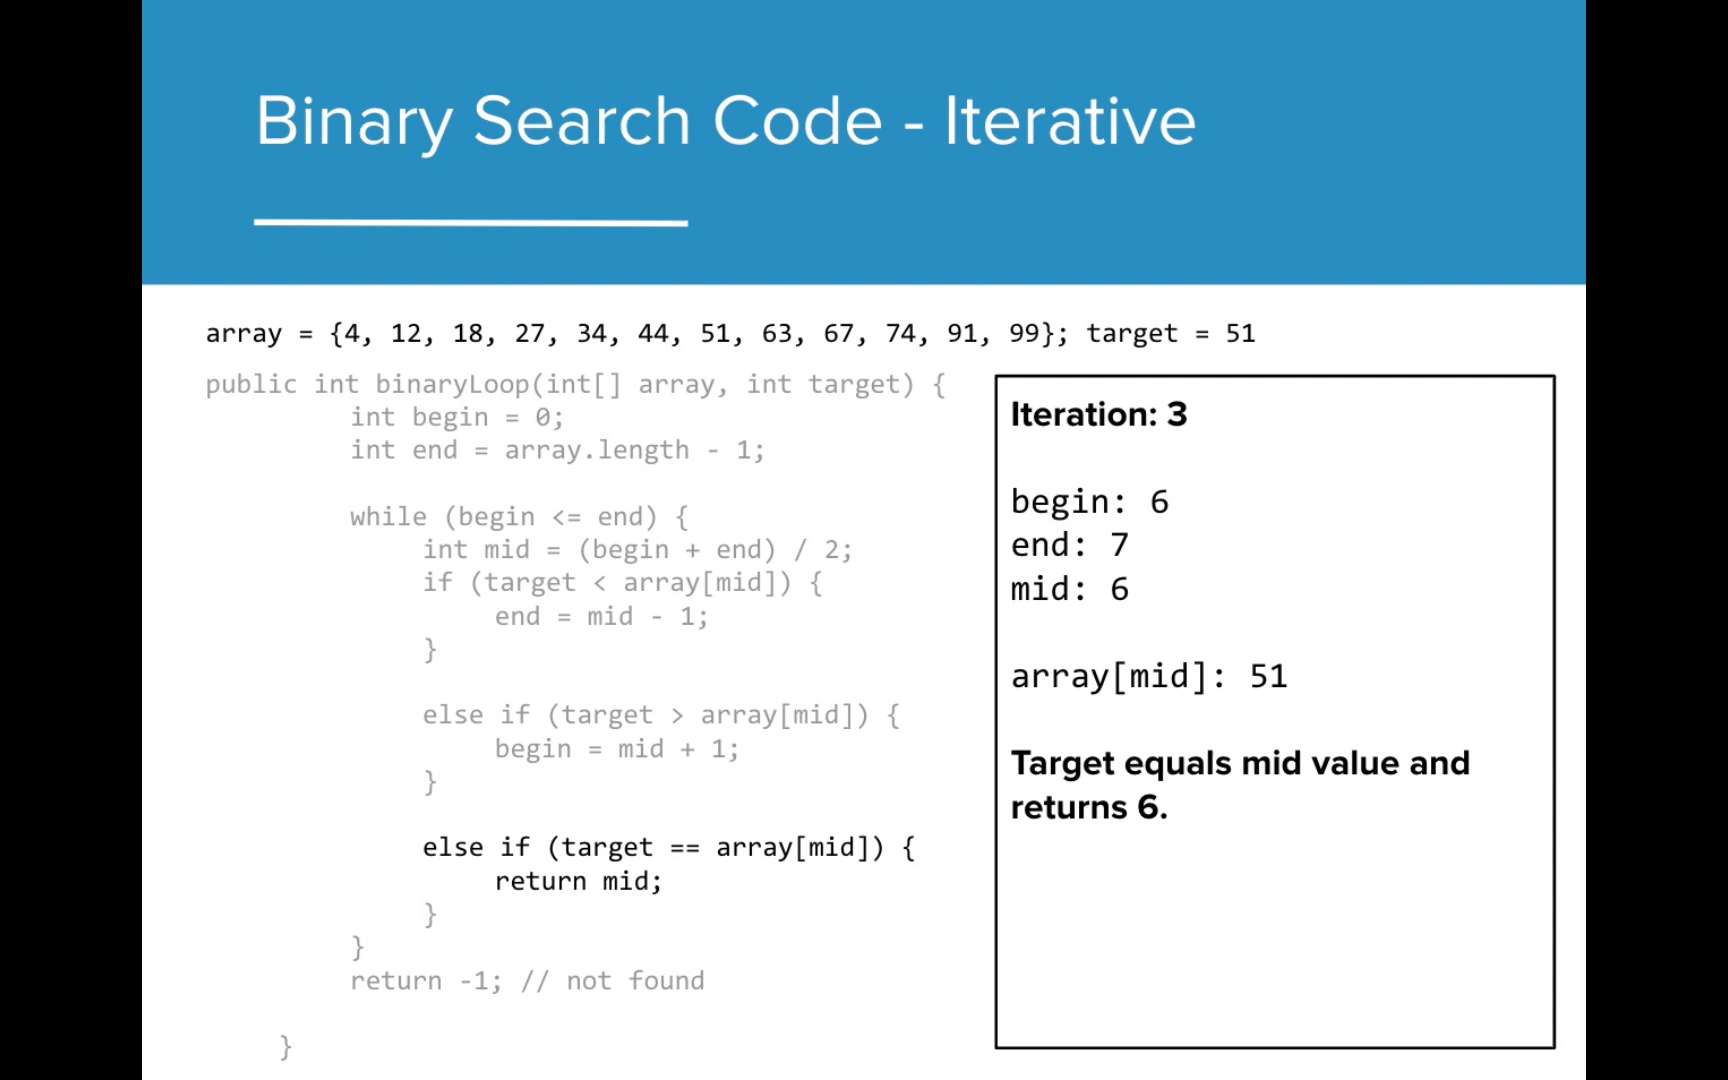 Binary Search Code - Iterative
array = {4, 12, 18, 27, 34, 44, 51, 63, 67, 74, 91, 99}; target = 51
public int binaryLoop(int[] array, int target) {
int begin = 0;
int end = array.length - 1;
while (begin <= end) {
int mid = (begin + end) / 2;
if (target < array[mid]) {
end = mid - 1;
}
else if (target > array[mid]) {
begin = mid + 1;
}
else if (target == array[mid]) {
return mid;
}
}
return -1; // not found
}
Iteration: 3
begin: 6
end: 7
mid: 6
array[mid]: 51
Target equals mid value and
returns 6.